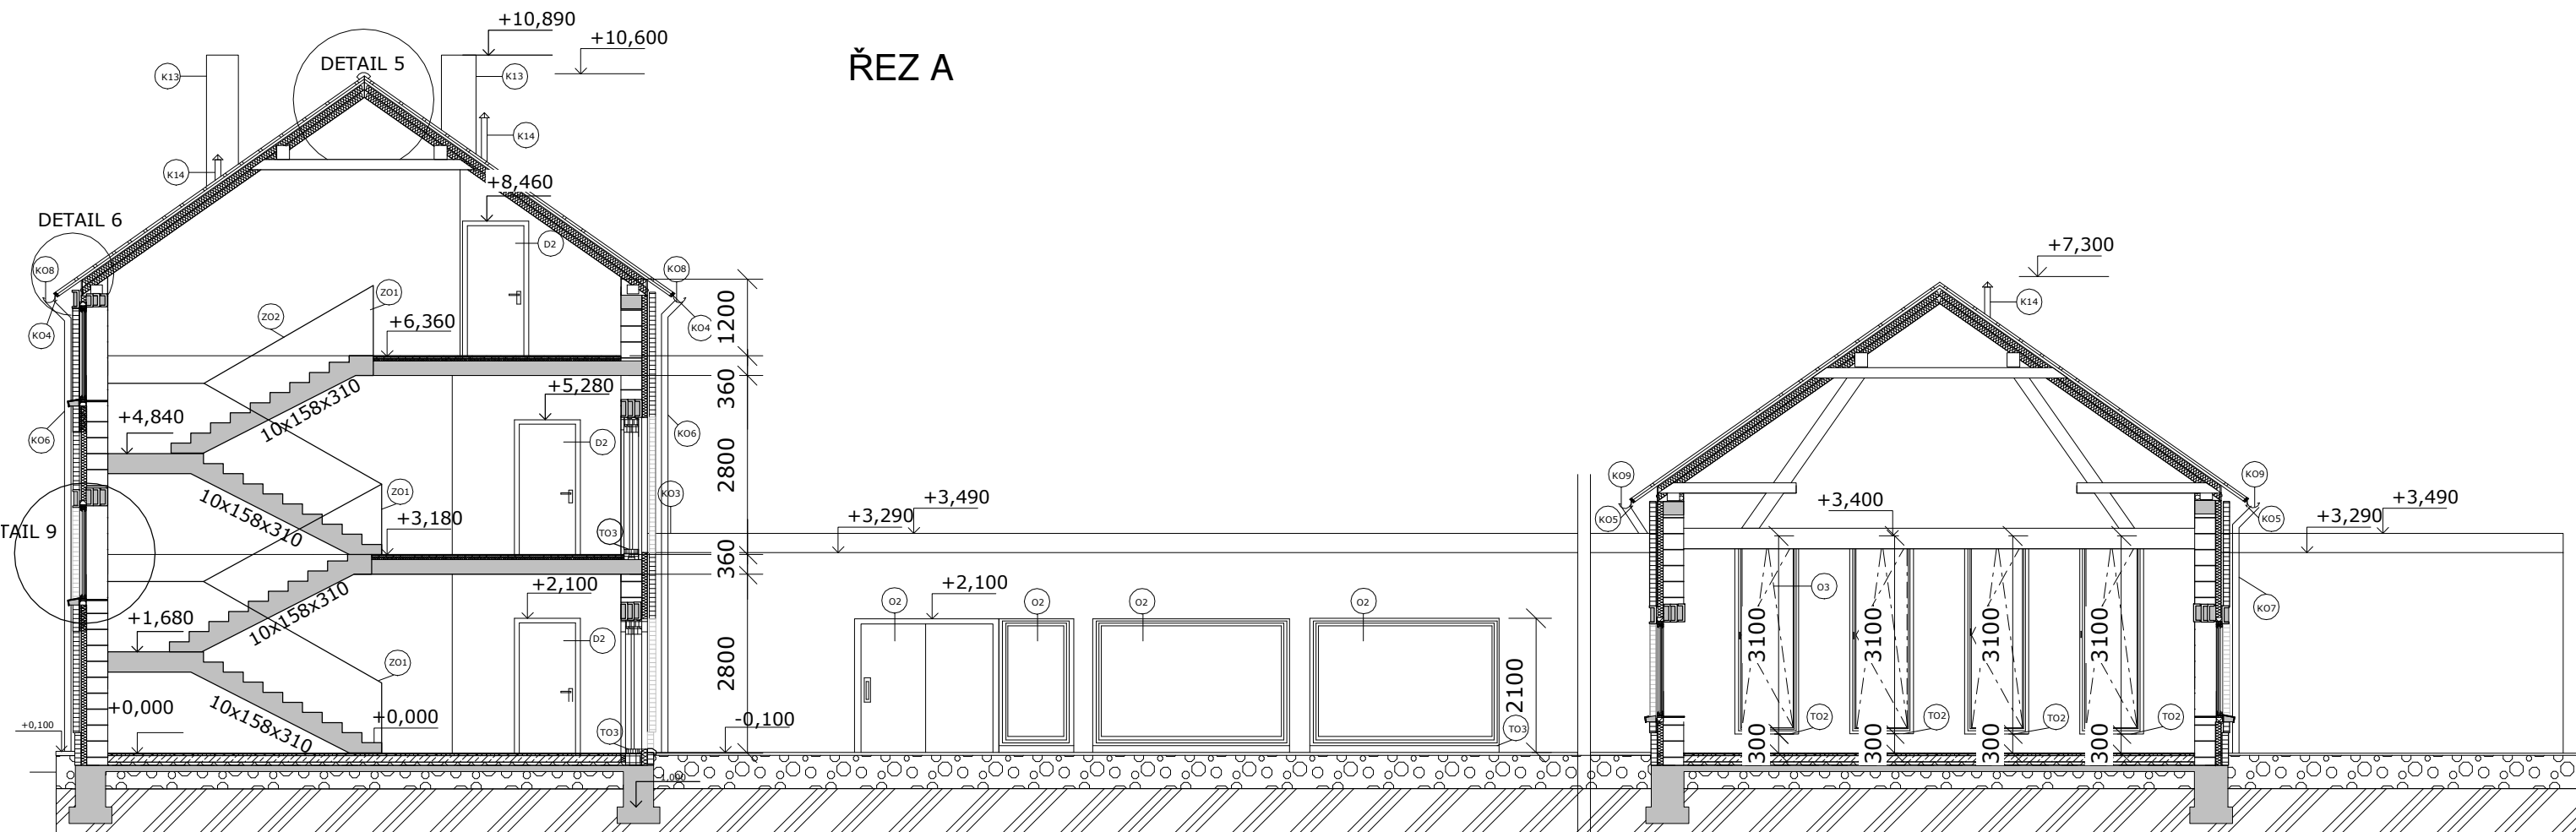 ŘEZ A
+10,890
+10,600
DETAIL 5
K13
K13
K14
K14
+8,460
D2
DETAIL 6
KO8
KO8
KO4
KO4
ZO1
ZO2
+6,360
1200
+7,300
K14
+5,280
360
10x158x310
+4,840
D2
KO6
KO6
2800
KO9
KO9
TAIL 9
10x158x310
ZO1
KO3
+3,180
TO3
+3,290
+3,490
+3,400
KO5
KO5
+3,290
+3,490
360
+2,100
10x158x310
+1,680
D2
ZO1
2800
O2
+2,100
O2
O2
O2
O3
KO7
3100
3100
3100
3100
2100
+0,000
10x158x310
+0,000
+0,100
-0,100
TO3
TO3
TO2
TO2
TO2
TO2
300
300
300
300